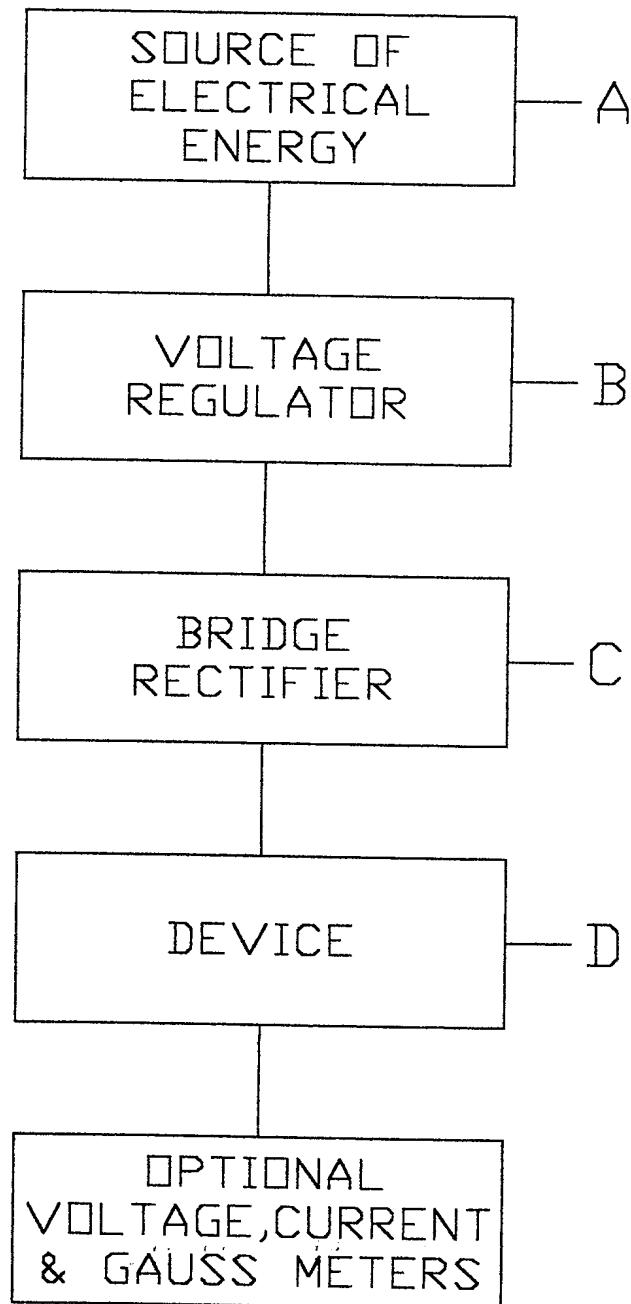 SOURCE OF
ELECTRICAL
ENERGY
A
VOLTAGE
REGULATOR
B
BRIDGE
RECTIFIER
C
DEVICE
D
OPTIONAL
VOLTAGE, CURRENT
& GAUSS METERS